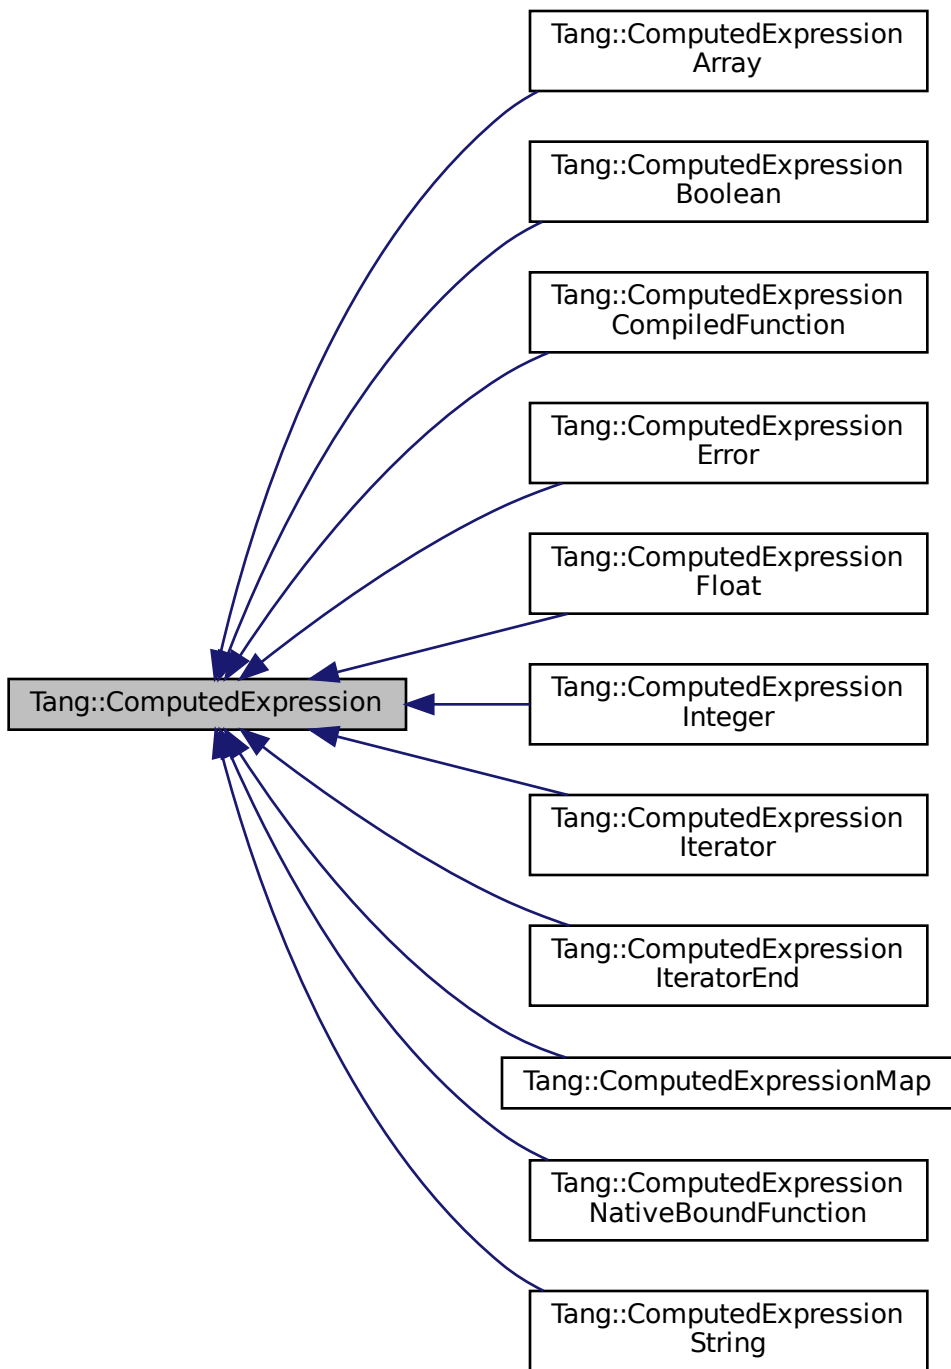 Tang::ComputedExpression
Array
Tang::ComputedExpression
Boolean
Tang::ComputedExpression
CompiledFunction
Tang::ComputedExpression
Error
Tang::ComputedExpression
Float
Tang::ComputedExpression
Tang::ComputedExpression
Integer
Tang::ComputedExpression
Iterator
Tang::ComputedExpression
IteratorEnd
Tang::ComputedExpressionMap
Tang::ComputedExpression
NativeBoundFunction
Tang::ComputedExpression
String